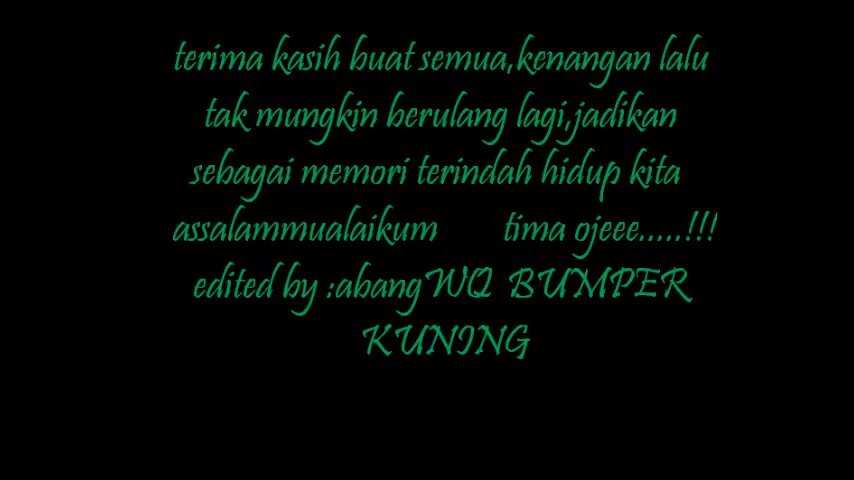 terima kasih buat semua,kenangan lalu
tak mungkin berulang lagi,jadikan
sebagai memori terindah hidup kita
assalammualaikum tima ojeee.....!!!
edited by :abangWQ BUMPER
KUNING